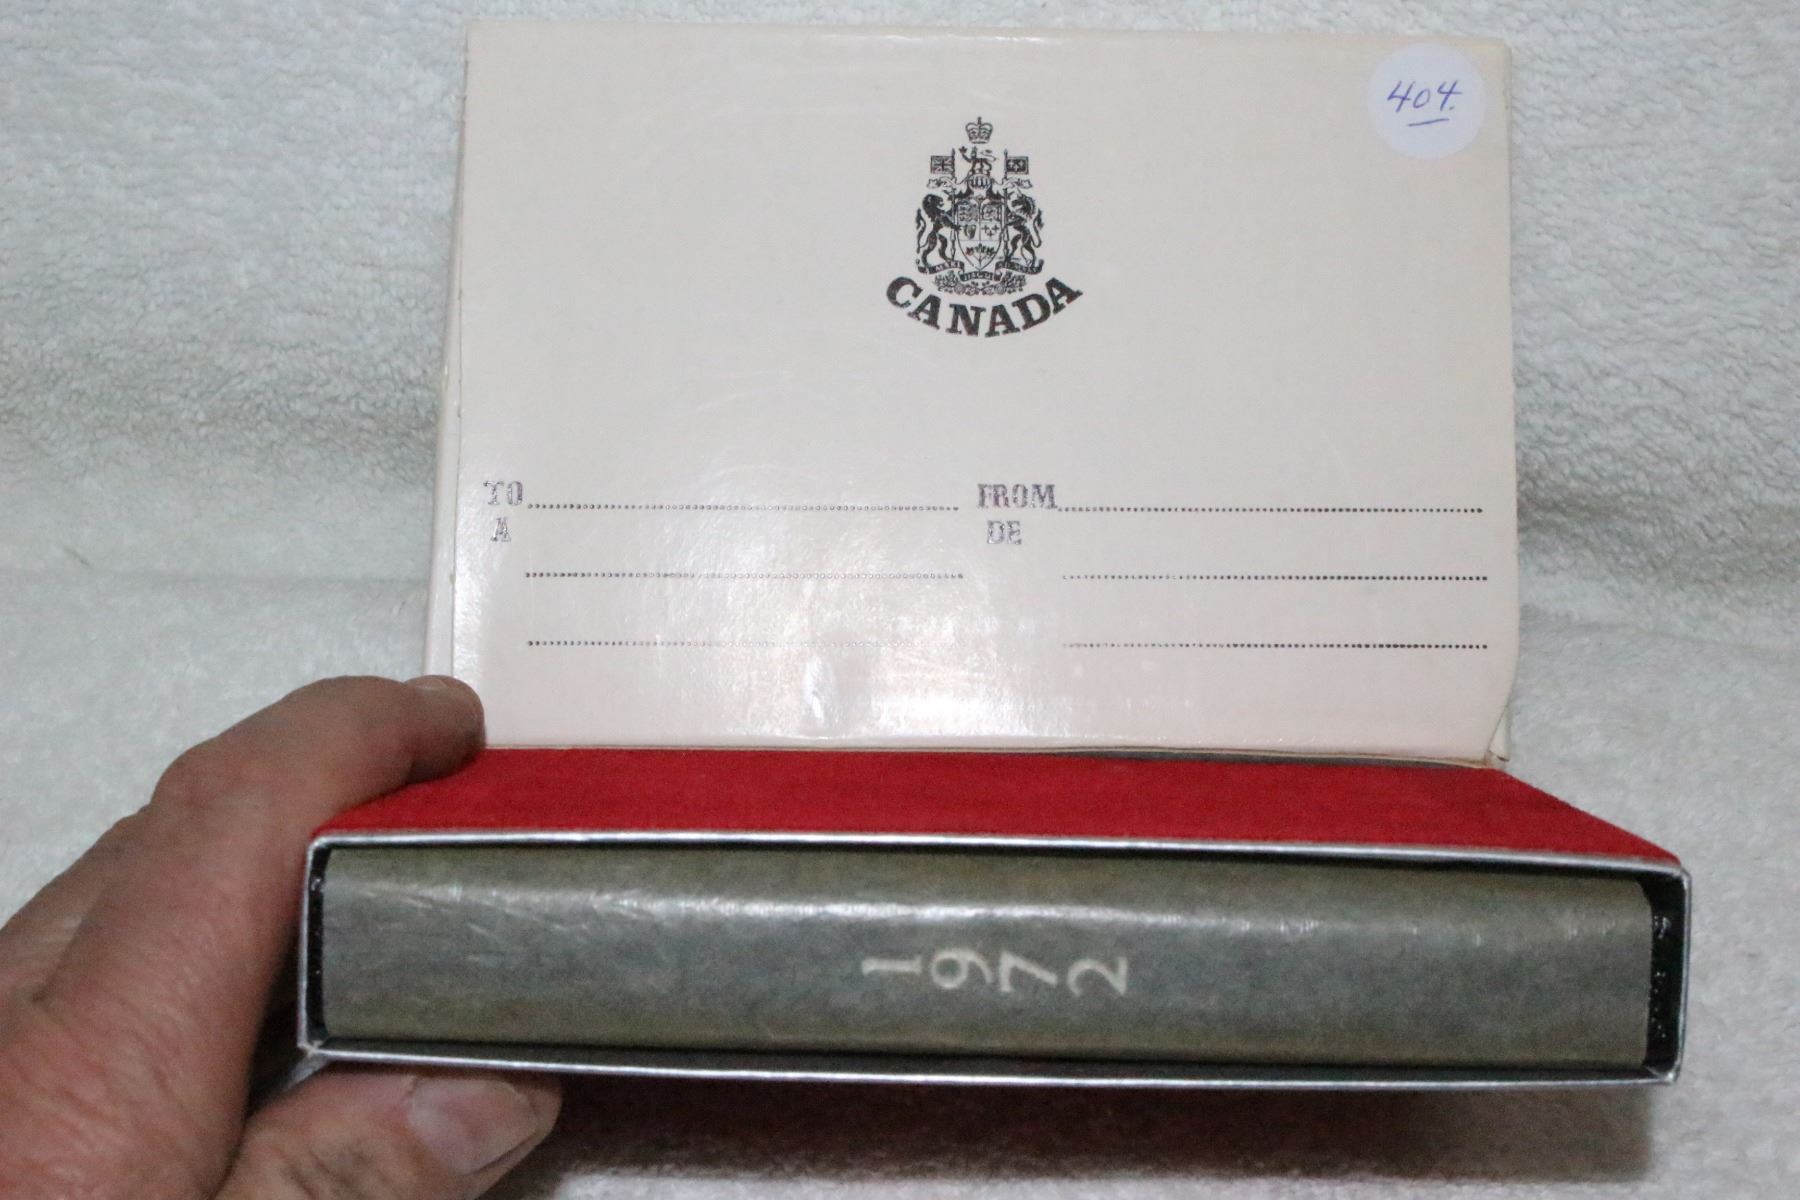 404.
CANADA
TO FROM
A DE
1972